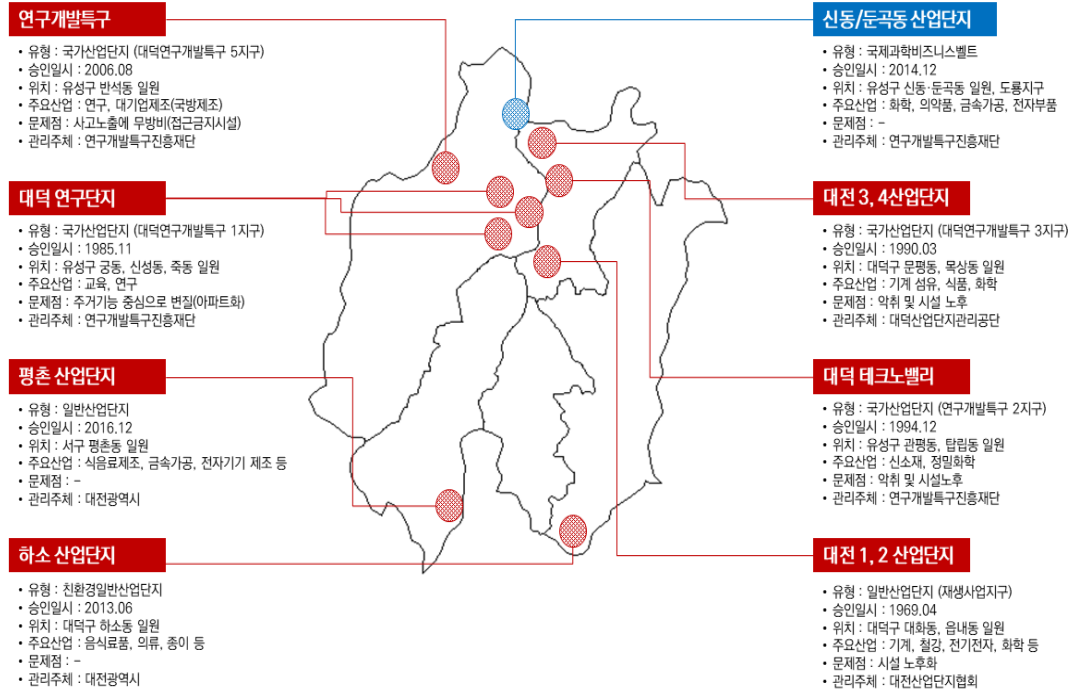 연구개발특구
• 유형 : 국가산업단지 (대덕연구개발특구 5지구)
• 승인일시 : 2006.08
• 위치 : 유성구 반석동 일원
• 주요산업 : 연구, 대기업제조(국방제조)
• 문제점 : 사고노출에 무방비(접근금지시설)
• 관리주체 : 연구개발특구진흥재단
대덕 연구단지
• 유형 : 국가산업단지 (대덕연구개발특구 1지구)
• 승인일시 : 1985.11
• 위치 : 유성구 궁동, 신성동, 죽동 일원
• 주요산업 : 교육, 연구
• 문제점 : 주거기능 중심으로 변질(아파트화)
• 관리주체 : 연구개발특구진흥재단
평촌 산업단지
• 유형 : 일반산업단지
• 승인일시 : 2016.12
• 위치 : 서구 평촌동 일원
• 주요산업 : 식음료제조, 금속가공, 전자기기 제조 등
• 문제점 : -
• 관리주체 : 대전광역시
하소 산업단지
• 유형 : 친환경일반산업단지
• 승인일시 : 2013.06
• 위치 : 대덕구 하소동 일원
• 주요산업 : 음식료품, 의류, 종이 등
• 문제점 : -
• 관리주체 : 대전광역시
신동/둔곡동 산업단지
• 유형 : 국제과학비즈니스벨트
• 승인일시 : 2014.12
• 위치 : 유성구 신동·둔곡동 일원, 도룡지구
• 주요산업 : 화학, 의약품, 금속가공, 전자부품
• 문제점 : -
• 관리주체 : 연구개발특구진흥재단
대전 3, 4산업단지
• 유형 : 국가산업단지 (대덕연구개발특구 3지구)
• 승인일시 : 1990.03
• 위치 : 대덕구 문평동, 목상동 일원
• 주요산업 : 기계 섬유, 식품, 화학
• 문제점 : 악취 및 시설 노후
• 관리주체 : 대덕산업단지관리공단
대덕 테크노밸리
• 유형 : 국가산업단지 (연구개발특구 2지구)
• 승인일시 : 1994.12
• 위치 : 유성구 관평동, 탑립동 일원
• 주요산업 : 신소재, 정밀화학
• 문제점 : 악취 및 시설노후
• 관리주체 : 연구개발특구진흥재단
대전 1, 2 산업단지
• 유형 : 일반산업단지 (재생사업지구)
• 승인일시 : 1969.04
• 위치 : 대덕구 대화동, 읍내동 일원
• 주요산업 : 기계, 철강, 전기전자, 화학 등
• 문제점 : 시설 노후화
• 관리주체 : 대전산업단지협회